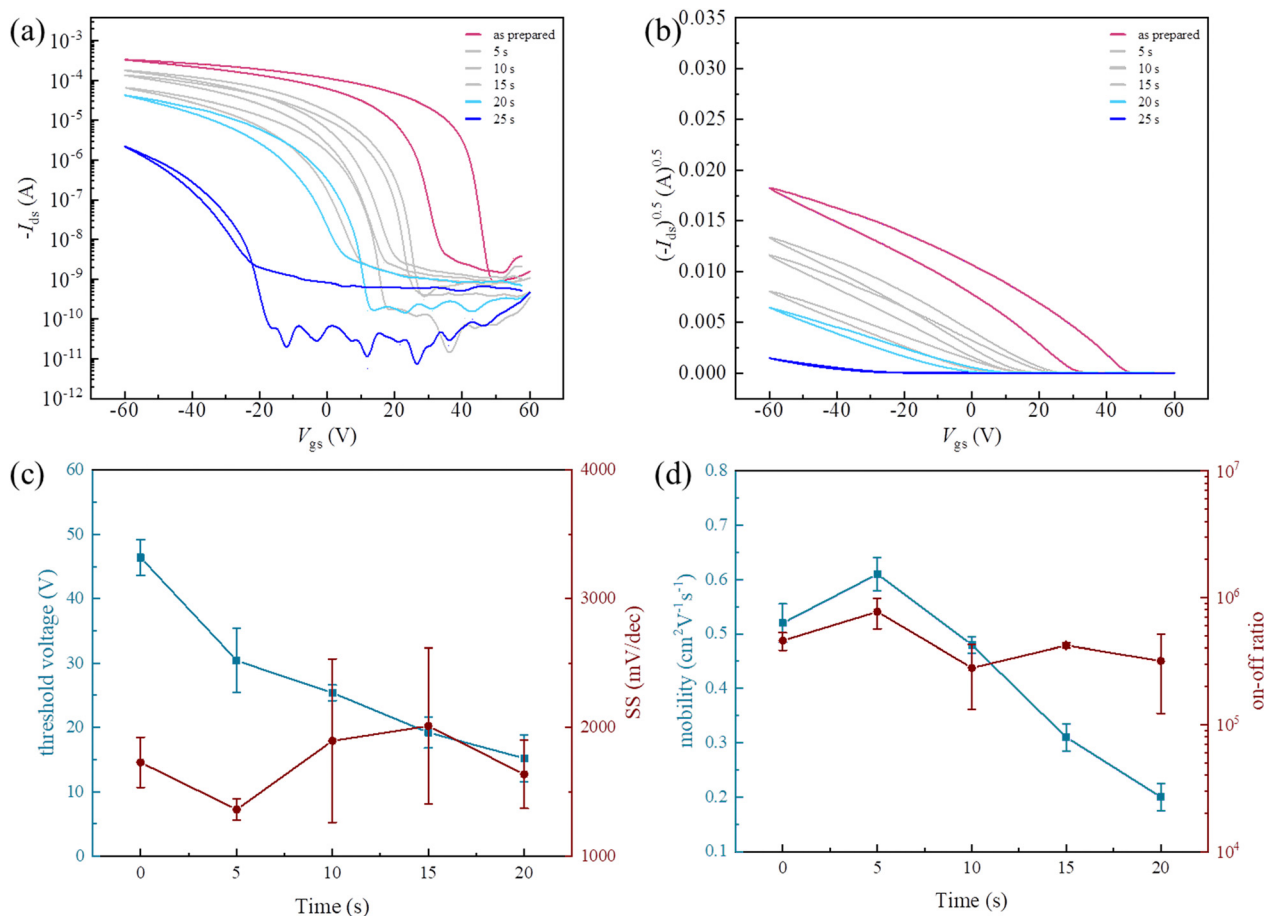 (a)
as prepared
5 s
10 s
15 s
20 s
25 s
10⁻³
10⁻⁴
10⁻⁵
10⁻⁶
10⁻⁷
10⁻⁸
10⁻⁹
10⁻¹⁰
10⁻¹¹
10⁻¹²
-I_ds (A)
-60 -40 -20 0 20 40 60
V_gs (V)
(b)
as prepared
5 s
10 s
15 s
20 s
25 s
0.035
0.030
0.025
0.020
0.015
0.010
0.005
0.000
(-I_ds)^0.5 (A)^0.5
-60 -40 -20 0 20 40 60
V_gs (V)
(c)
60
50
40
30
20
10
0
threshold voltage (V)
4000
3000
2000
1000
SS (mV/dec)
0 5 10 15 20
Time (s)
(d)
0.8
0.7
0.6
0.5
0.4
0.3
0.2
0.1
mobility (cm²V⁻¹s⁻¹)
10⁷
10⁶
10⁵
10⁴
on-off ratio
0 5 10 15 20
Time (s)